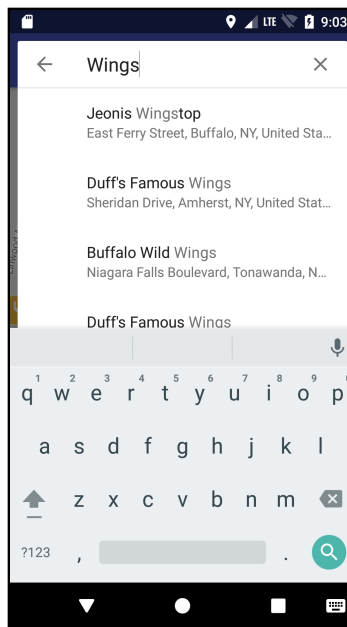 LTE 9:03
Wings
Jeonis Wingstop
East Ferry Street, Buffalo, NY, United Sta...
Duff's Famous Wings
Sheridan Drive, Amherst, NY, United Stat...
Buffalo Wild Wings
Niagara Falls Boulevard, Tonawanda, N...
Duff's Famous Wings
1 2 3 4 5 6 7 8 9
q w e r t y u i o p
a s d f g h j k l
z x c v b n m
?123 , .